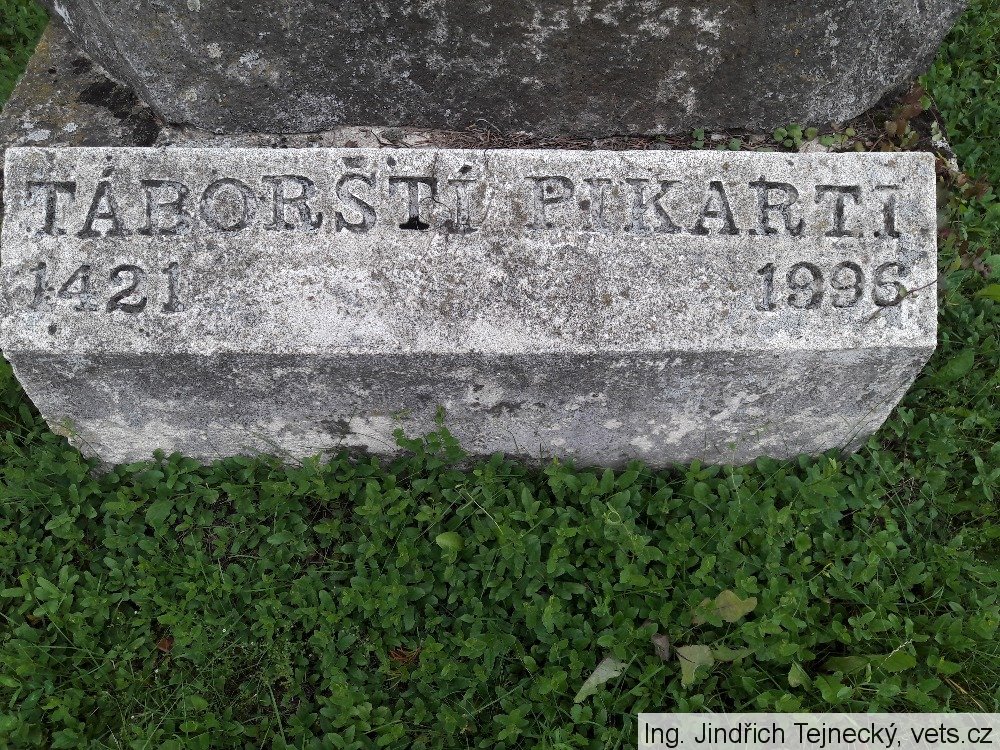 TÁBORŠTÍ PIKARTI
1421 1996
Ing. Jindřich Tejnecký, vets.cz